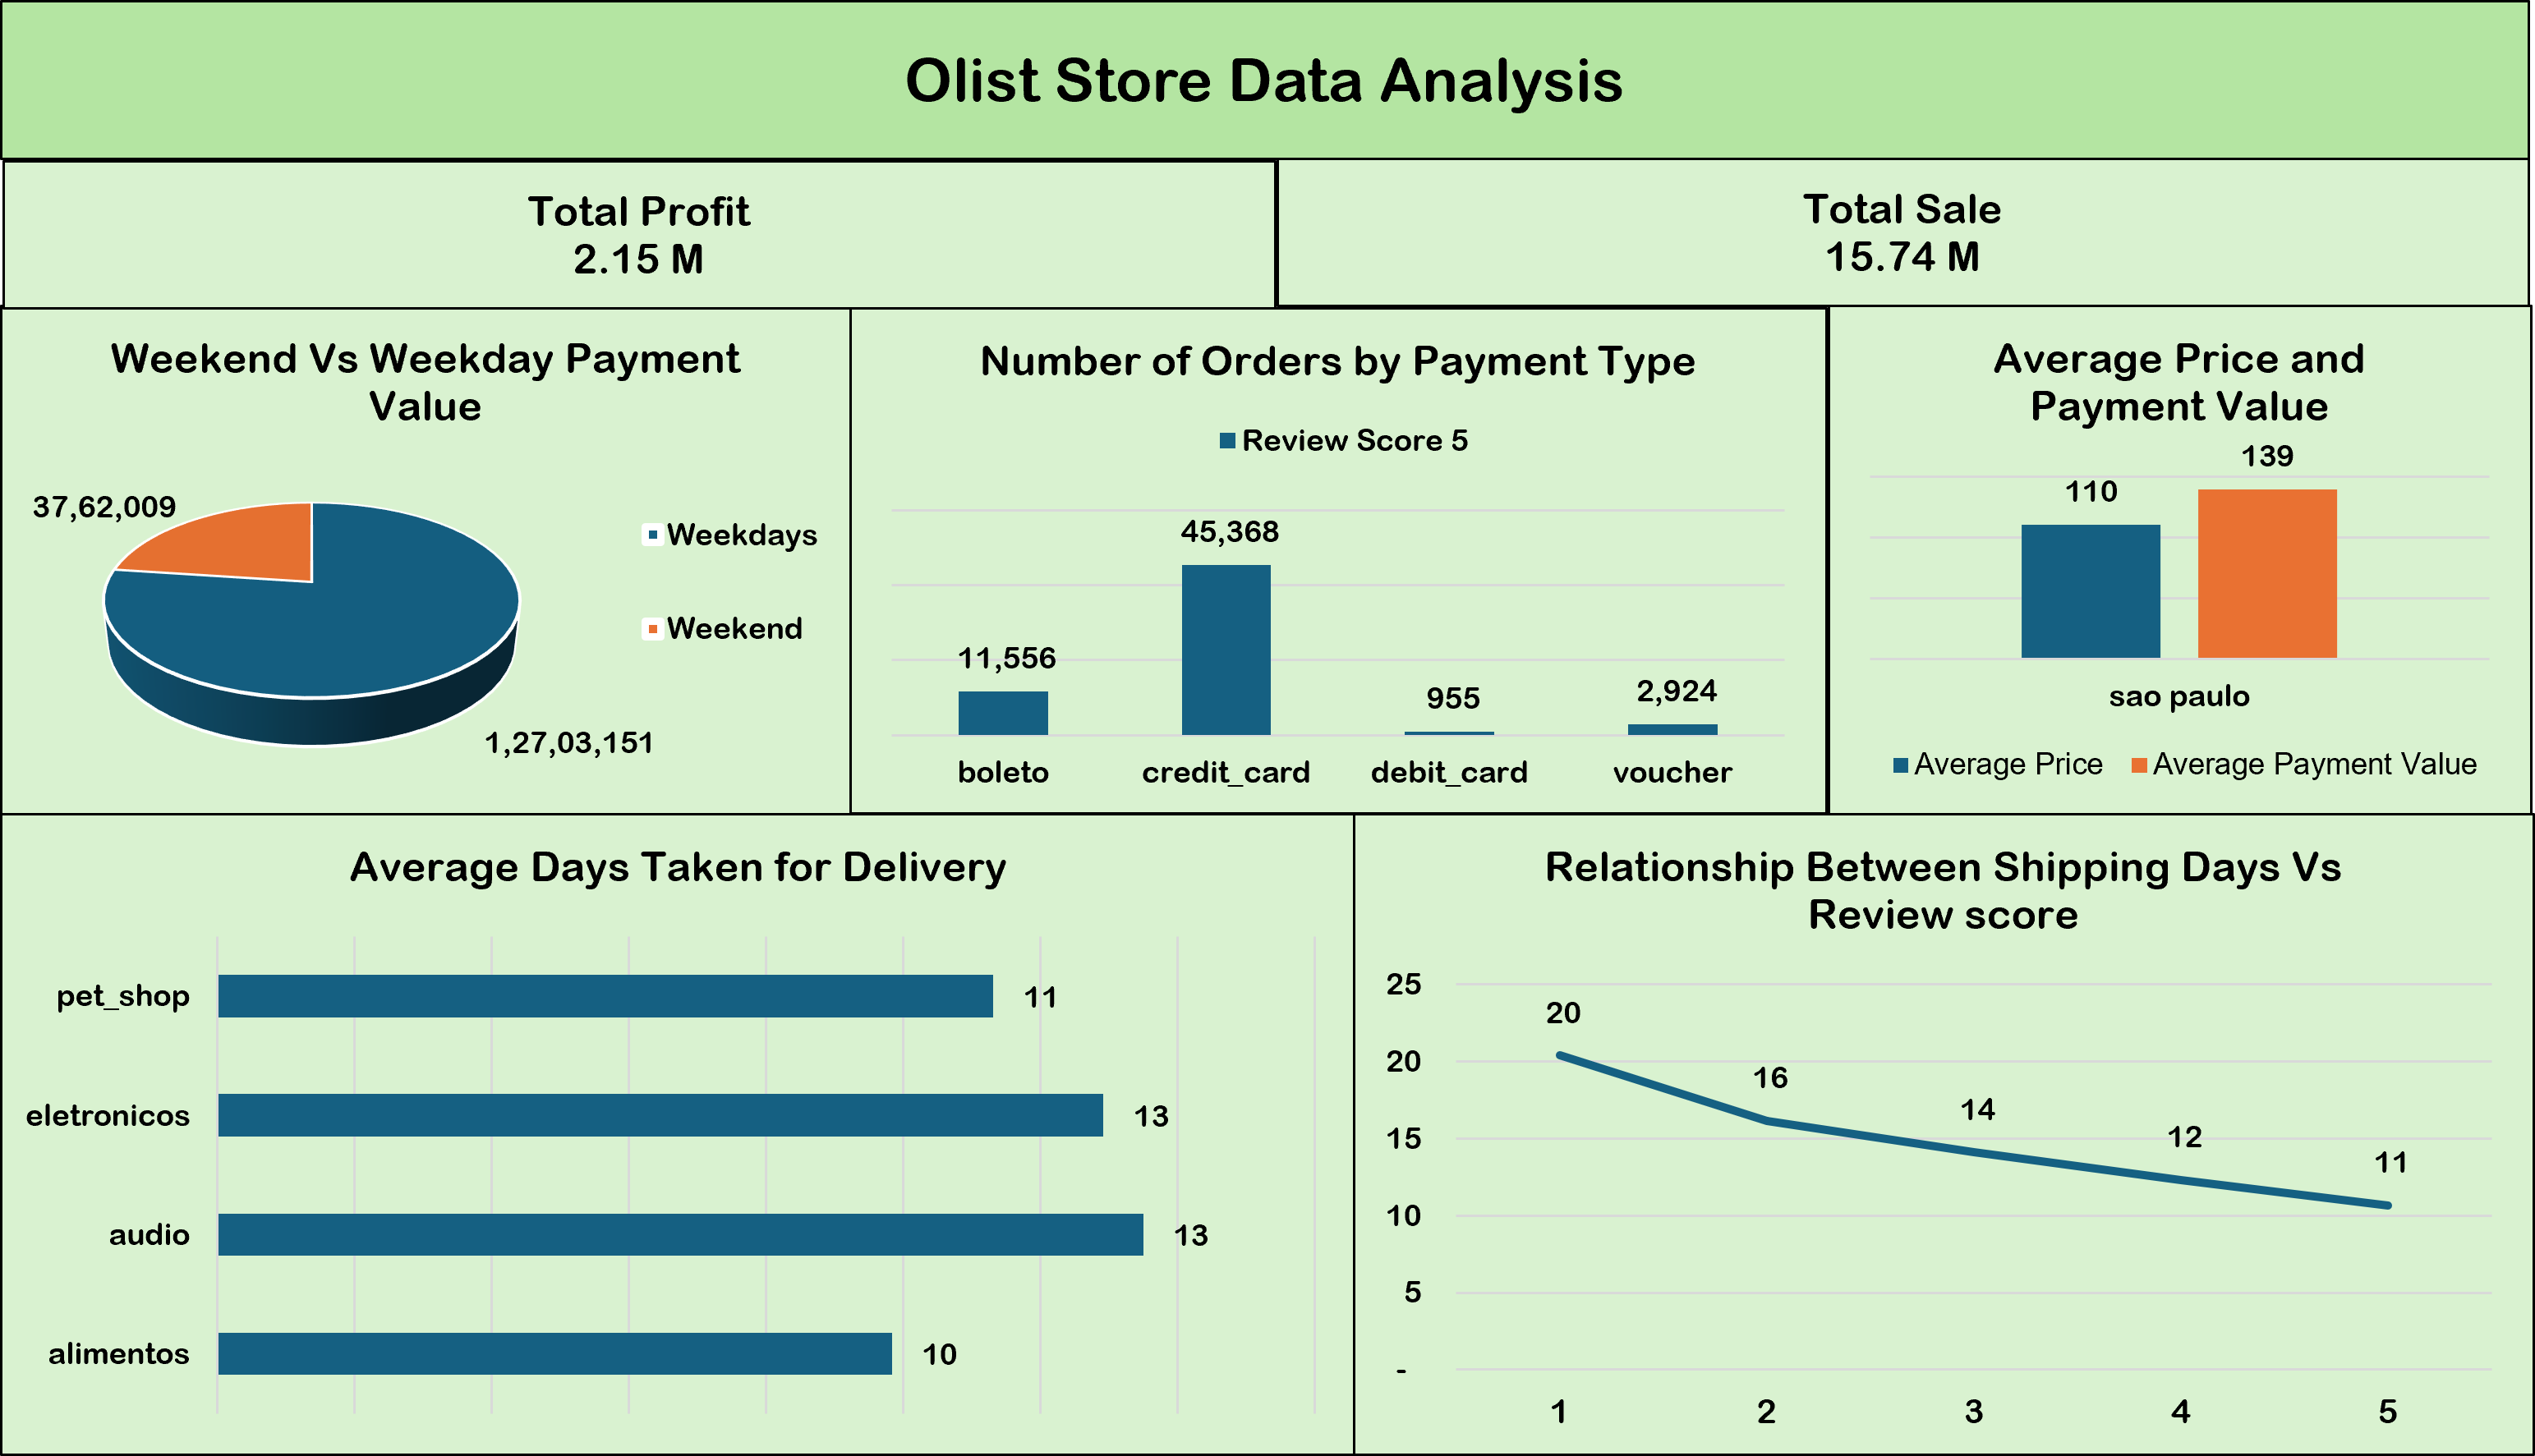 Olist Store Data Analysis
Total Profit
2.15 M
Total Sale
15.74 M
Weekend Vs Weekday Payment
Value
37,62,009
1,27,03,151
Weekdays
Weekend
Number of Orders by Payment Type
Review Score 5
11,556
45,368
955
2,924
boleto
credit_card
debit_card
voucher
Average Price and
Payment Value
110
139
sao paulo
Average Price
Average Payment Value
Average Days Taken for Delivery
pet_shop
11
eletronicos
13
audio
13
alimentos
10
Relationship Between Shipping Days Vs
Review score
25
20
15
10
5
-
20
16
14
12
11
1
2
3
4
5